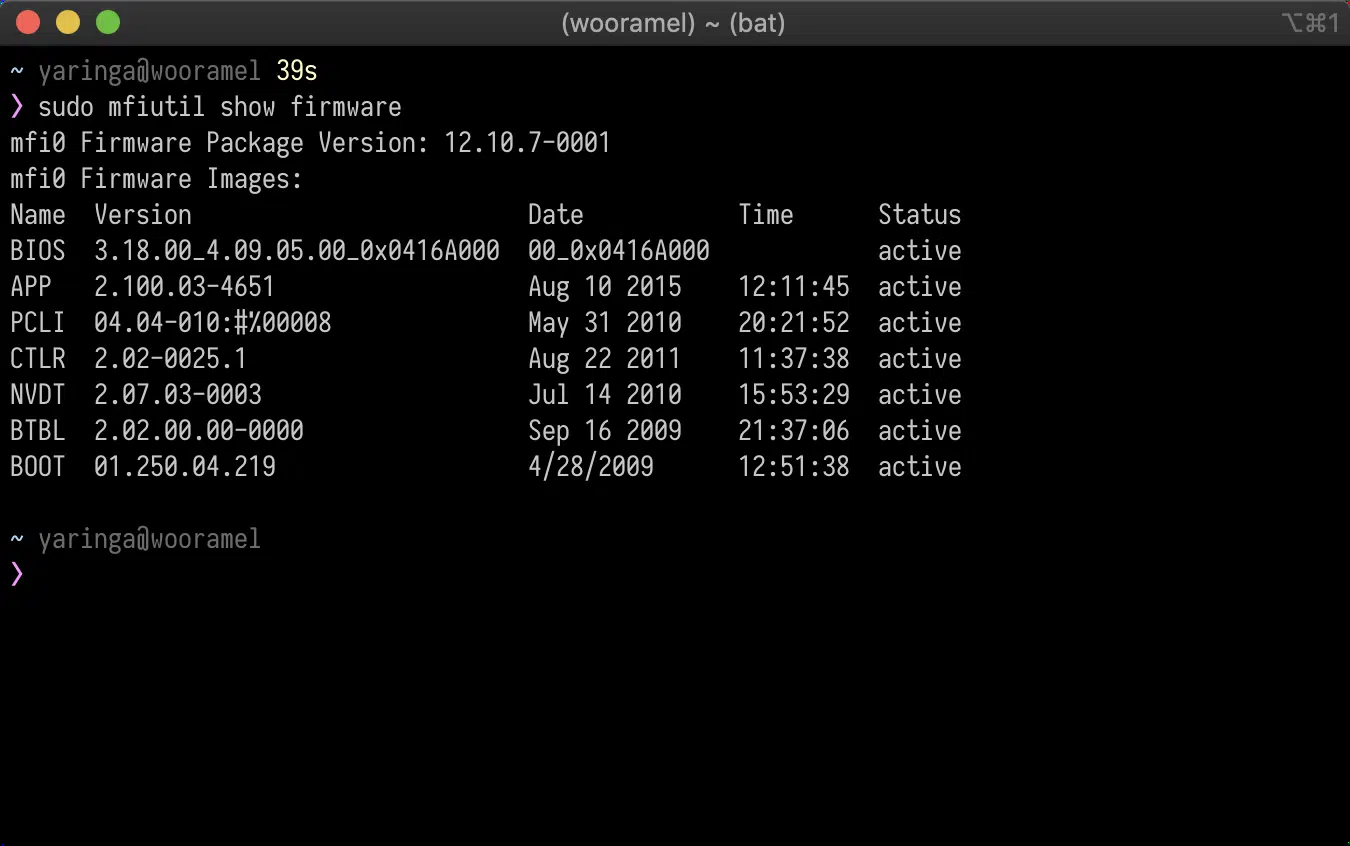 (wooramel) ~ (bat)
⌥⌘1
~ yaringa@wooramel 39s
❯ sudo mfiutil show firmware
mfi0 Firmware Package Version: 12.10.7-0001
mfi0 Firmware Images:
Name  Version                        Date           Time      Status
BIOS  3.18.00_4.09.05.00_0x0416A000  00_0x0416A000            active
APP   2.100.03-4651                  Aug 10 2015    12:11:45  active
PCLI  04.04-010:#%00008              May 31 2010    20:21:52  active
CTLR  2.02-0025.1                    Aug 22 2011    11:37:38  active
NVDT  2.07.03-0003                   Jul 14 2010    15:53:29  active
BTBL  2.02.00.00-0000                Sep 16 2009    21:37:06  active
BOOT  01.250.04.219                  4/28/2009      12:51:38  active
~ yaringa@wooramel
❯